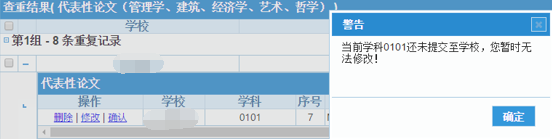 查重结果( 代表性论文（管理学、建筑、经济学、艺术、哲学） )
学校
第1组 - 8 条重复记录
代表性论文
操作 学校 学科 序号
删除 | 修改 | 确认 0101 7
警告
当前学科0101还未提交至学校，您暂时无
法修改！
确定